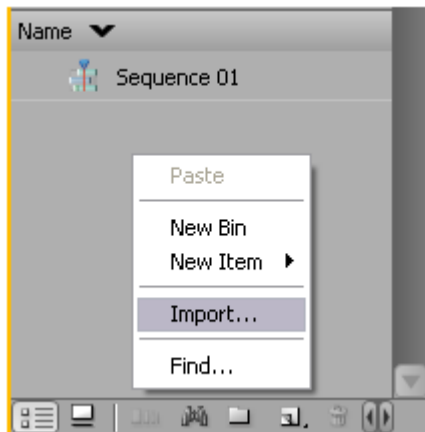 Name
Sequence 01
Paste
New Bin
New Item
Import...
Find...